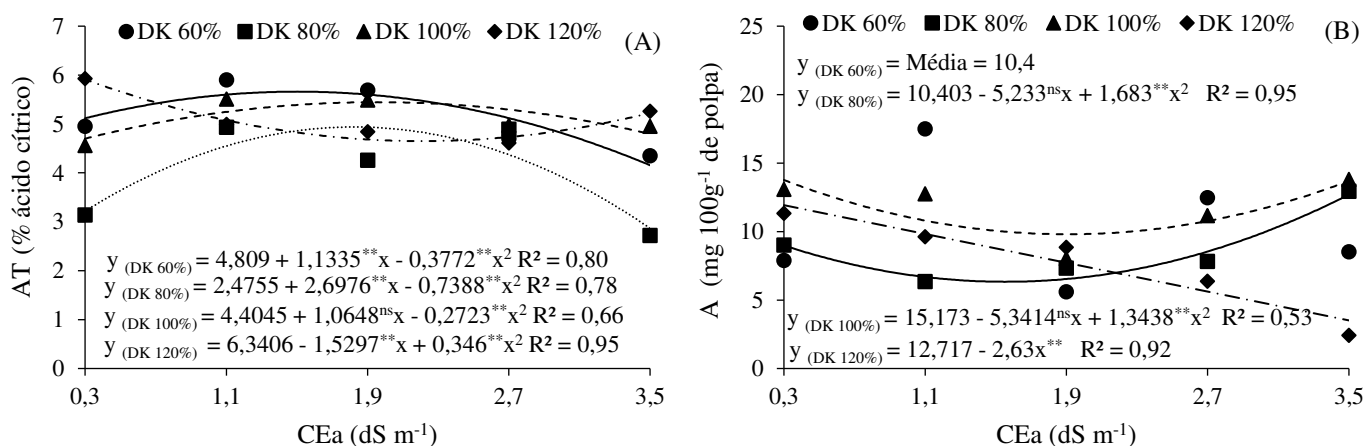 DK 60% DK 80% DK 100% DK 120%
(A)
AT (% ácido cítrico)
7
6
5
4
3
2
1
0
y (DK 60%) = 4,809 + 1,1335**x - 0,3772**x² R² = 0,80
y (DK 80%) = 2,4755 + 2,6976**x - 0,7388**x² R² = 0,78
y (DK 100%) = 4,4045 + 1,0648ⁿˢx - 0,2723**x² R² = 0,66
y (DK 120%) = 6,3406 - 1,5297**x + 0,346**x² R² = 0,95
0,3 1,1 1,9 2,7 3,5
CEa (dS m⁻¹)
DK 60% DK 80% DK 100% DK 120%
(B)
A (mg 100g⁻¹ de polpa)
25
20
15
10
5
0
y (DK 60%) = Média = 10,4
y (DK 80%) = 10,403 - 5,233ⁿˢx + 1,683**x² R² = 0,95
y (DK 100%) = 15,173 - 5,3414ⁿˢx + 1,3438**x² R² = 0,53
y (DK 120%) = 12,717 - 2,63x** R² = 0,92
0,3 1,1 1,9 2,7 3,5
CEa (dS m⁻¹)